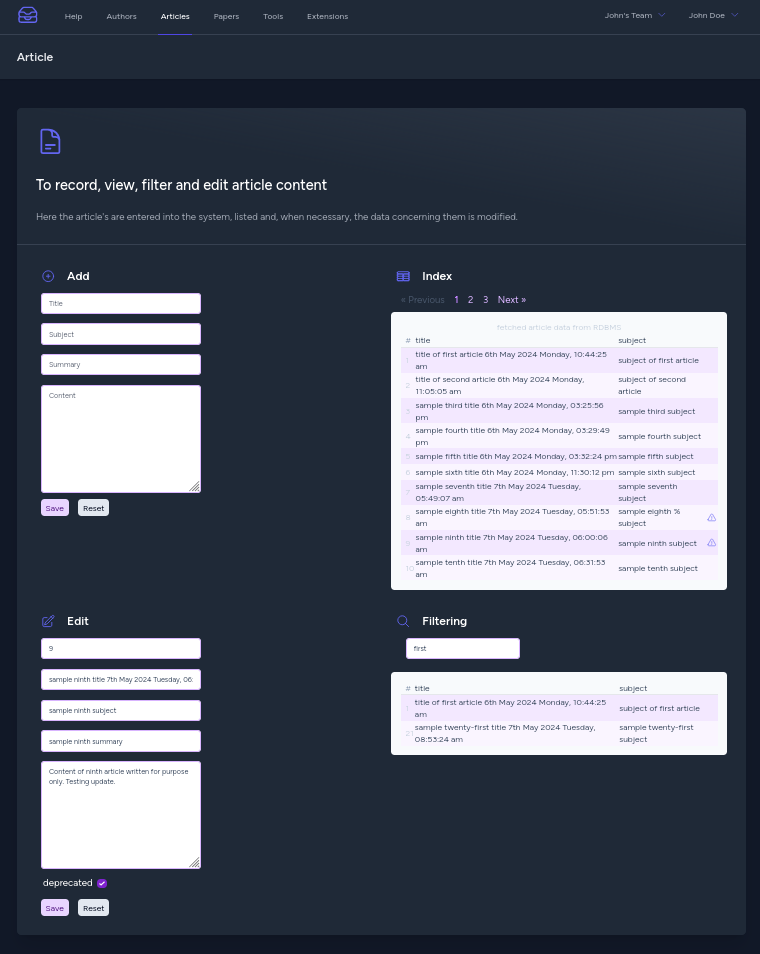 Help Authors Articles Papers Tools Extensions John's Team John Doe
Article
To record, view, filter and edit article content
Here the article's are entered into the system, listed and, when necessary, the data concerning them is modified.
Add
Title
Subject
Summary
Content
Save Reset
Index
« Previous 1 2 3 Next »
fetched article data from RDBMS
# title subject
1 title of first article 6th May 2024 Monday, 10:44:25 subject of first article
am
2 title of second article 6th May 2024 Monday, subject of second
11:05:05 am article
3 sample third title 6th May 2024 Monday, 03:25:56 sample third subject
pm
4 sample fourth title 6th May 2024 Monday, 03:29:49 sample fourth subject
pm
5 sample fifth title 6th May 2024 Monday, 03:32:24 pm sample fifth subject
6 sample sixth title 6th May 2024 Monday, 11:30:12 pm sample sixth subject
7 sample seventh title 7th May 2024 Tuesday, sample seventh
05:49:07 am subject
8 sample eighth title 7th May 2024 Tuesday, 05:51:53 sample eighth %
am subject
9 sample ninth title 7th May 2024 Tuesday, 06:00:06 sample ninth subject
am
10 sample tenth title 7th May 2024 Tuesday, 06:31:53 sample tenth subject
am
Edit
9
sample ninth title 7th May 2024 Tuesday, 06:
sample ninth subject
sample ninth summary
Content of ninth article written for purpose
only. Testing update.
deprecated
Save Reset
Filtering
first
# title subject
1 title of first article 6th May 2024 Monday, 10:44:25 subject of first article
am
21 sample twenty-first title 7th May 2024 Tuesday, sample twenty-first
08:53:24 am subject